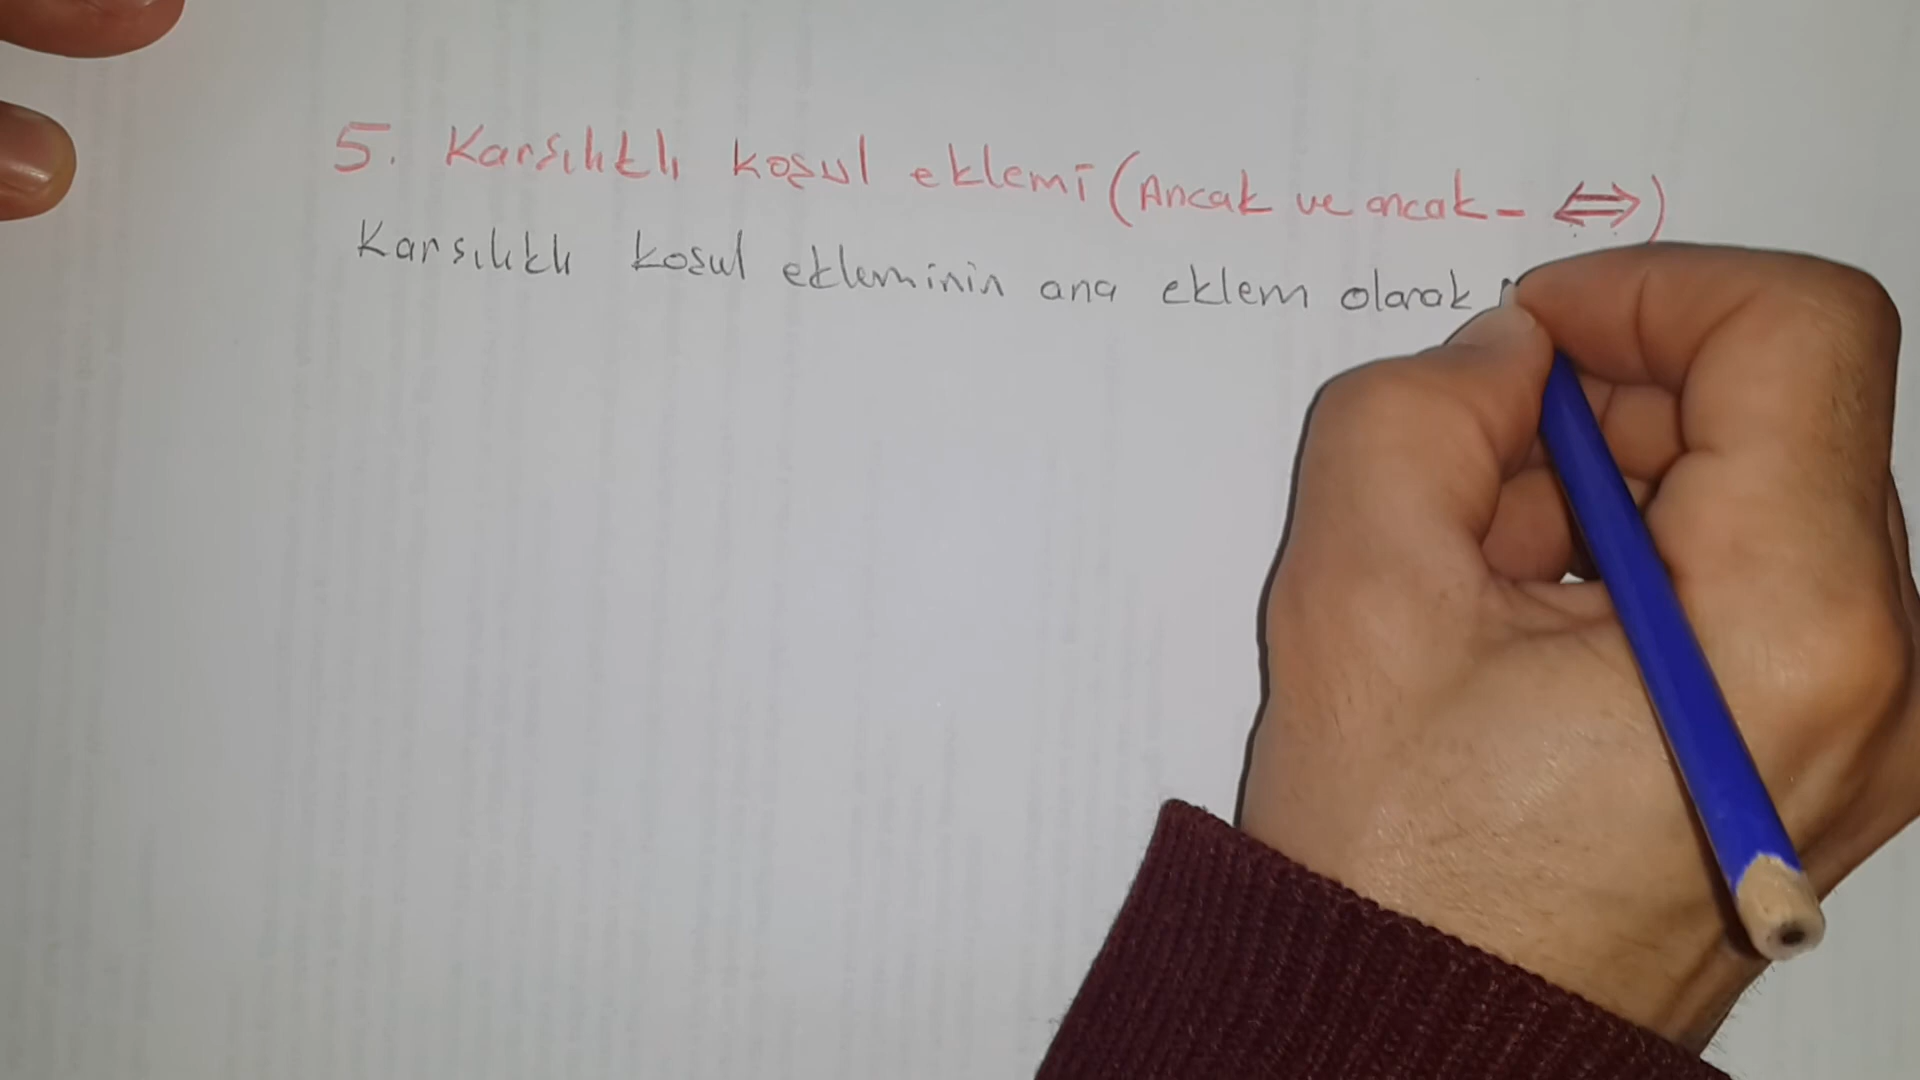 5. Karşılıklı koşul eklemi (Ancak ve ancak - ⇔)
Karşılıklı koşul ekleminin ana eklem olarak